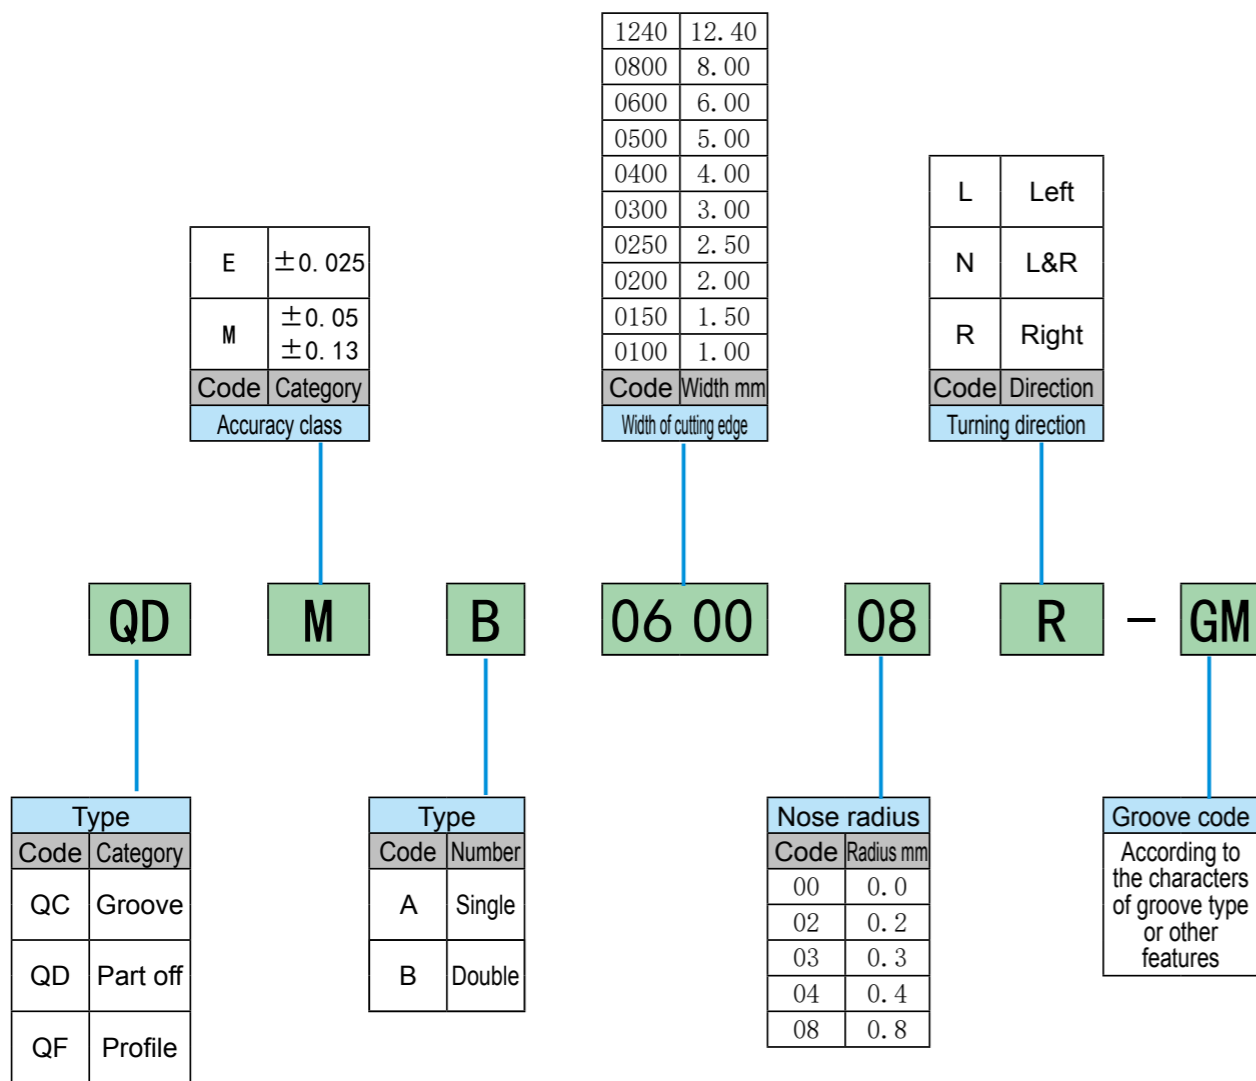 1240 12.40
0800 8.00
0600 6.00
0500 5.00
0400 4.00
0300 3.00
0250 2.50
0200 2.00
0150 1.50
0100 1.00
Code Width mm
Width of cutting edge
E ±0.025
M ±0.05
±0.13
Code Category
Accuracy class
L Left
N L&R
R Right
Code Direction
Turning direction
QD M B 06 00 08 R - GM
Type
Code Category
QC Groove
QD Part off
QF Profile
Type
Code Number
A Single
B Double
Nose radius
Code Radius mm
00 0.0
02 0.2
03 0.3
04 0.4
08 0.8
Groove code
According to
the characters
of groove type
or other
features